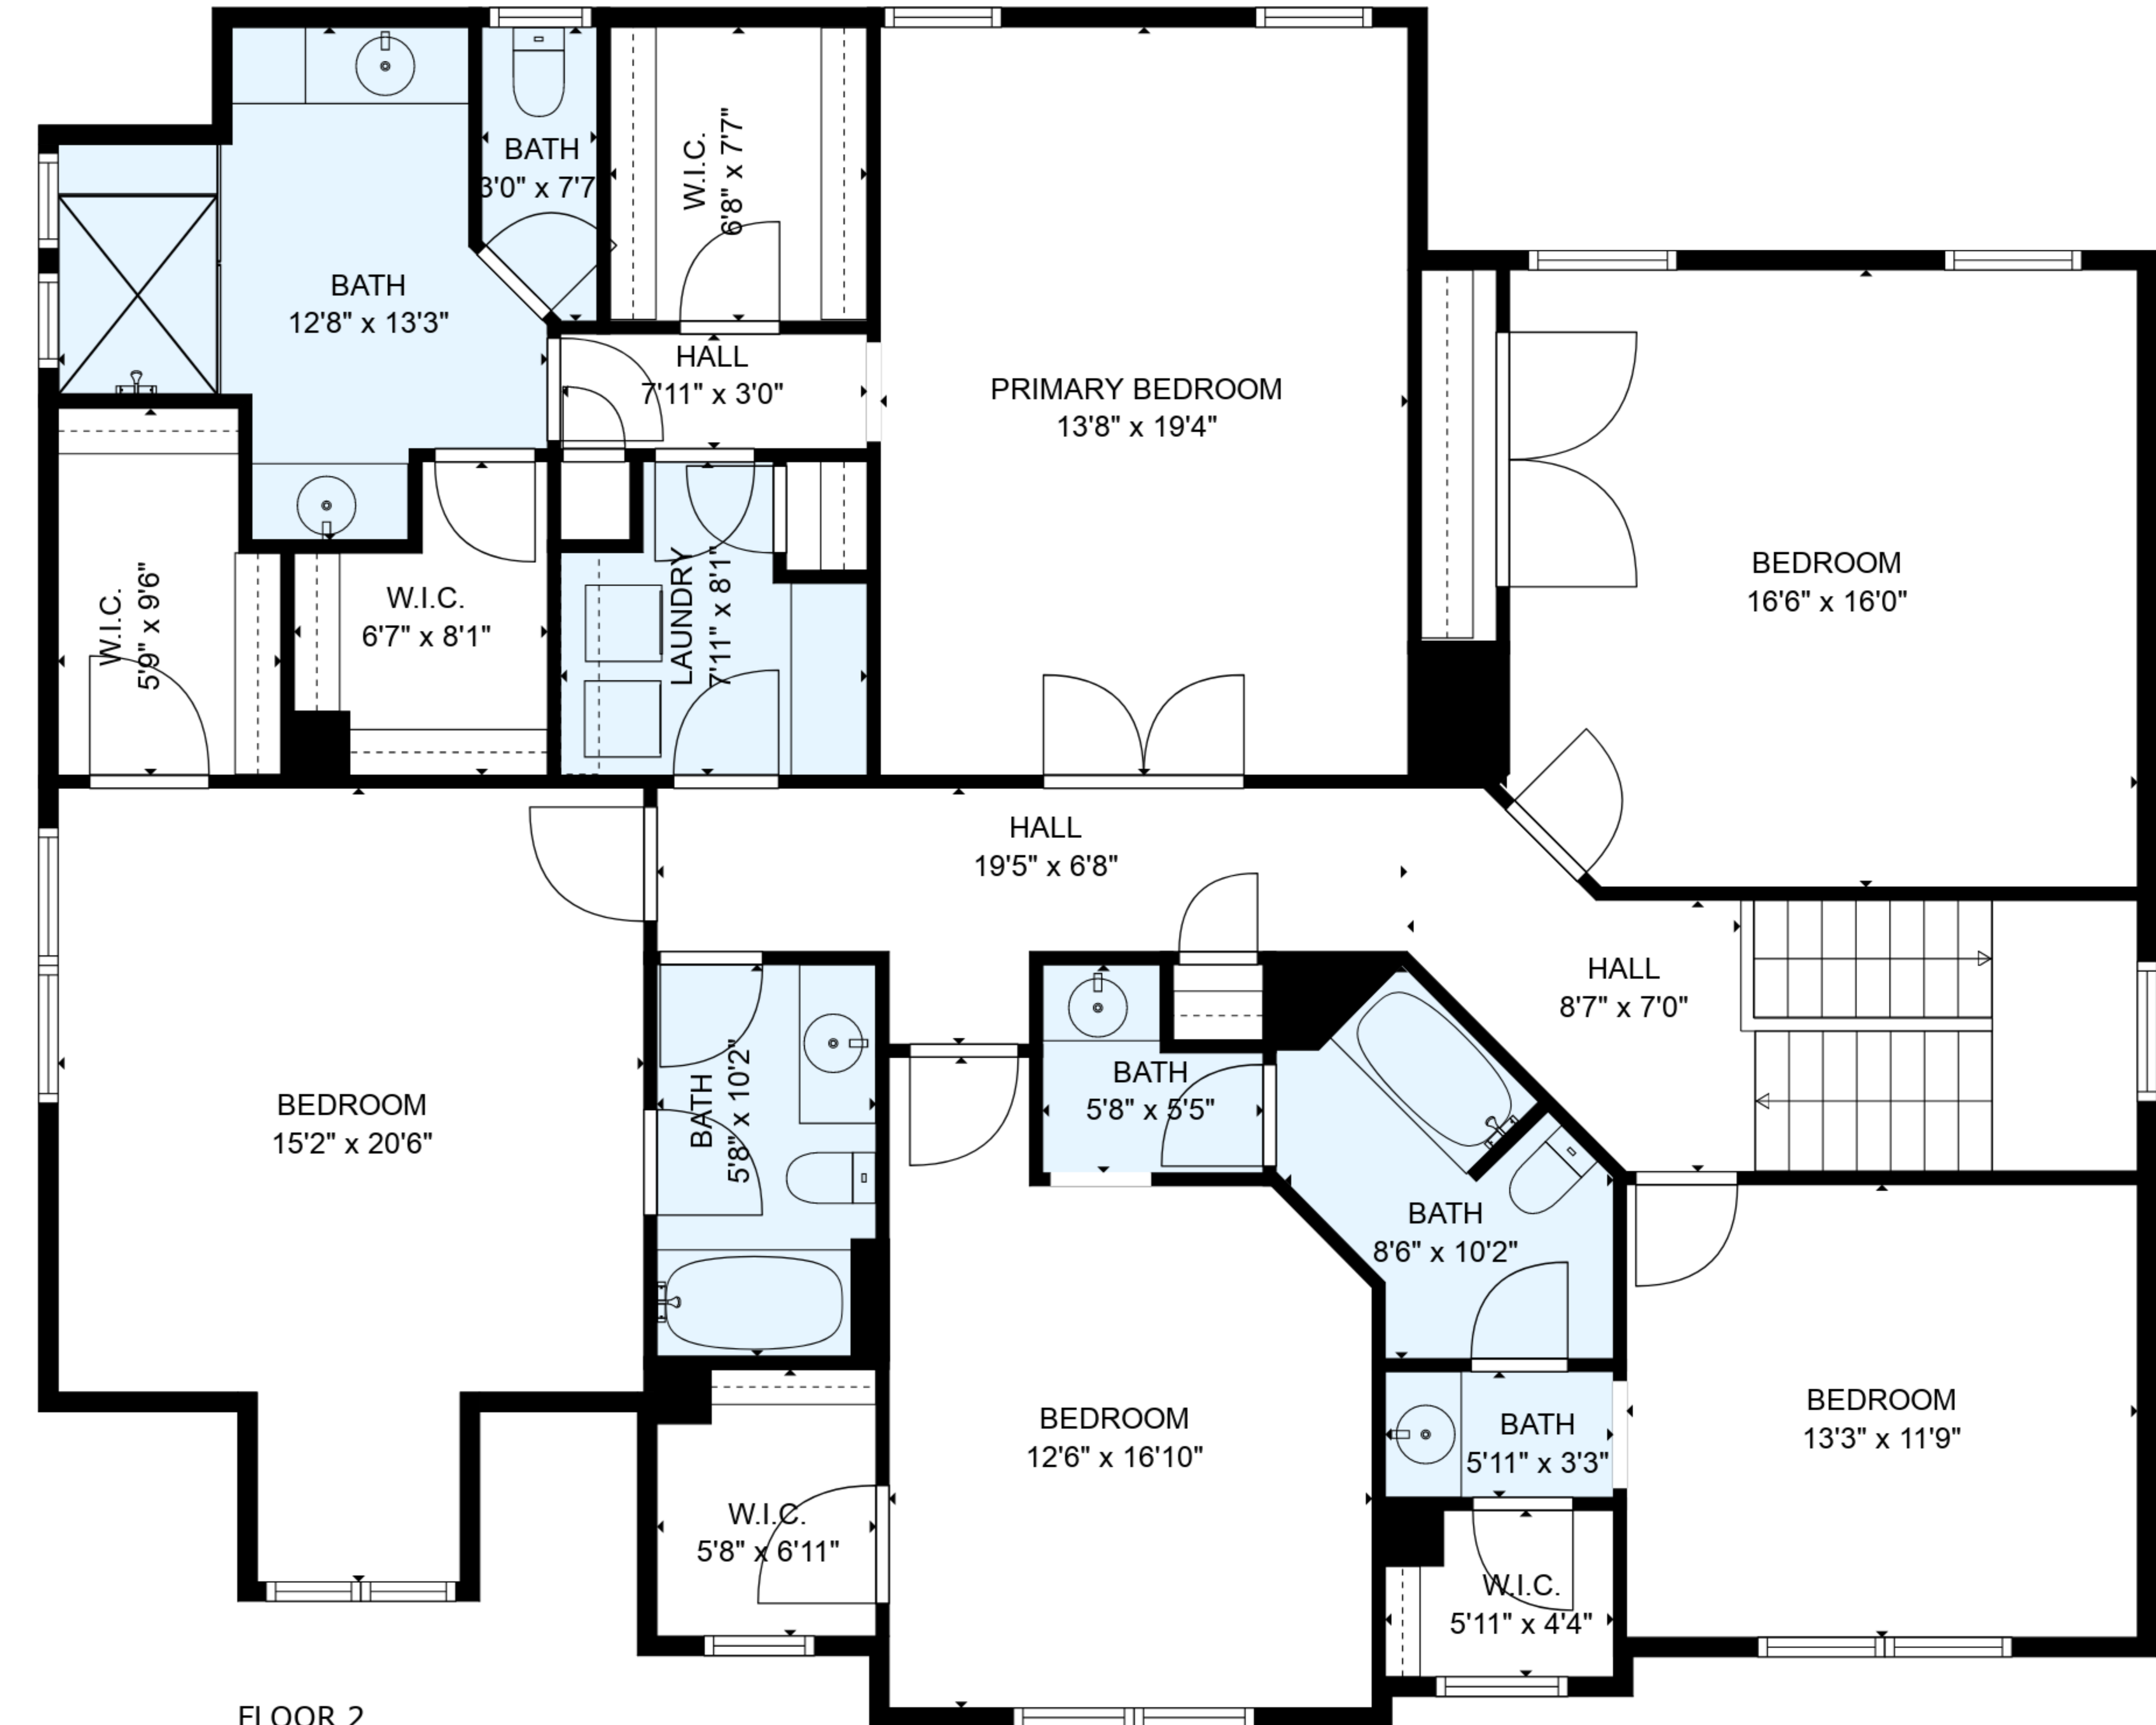 BATH
3'0" x 7'7
W.I.C.
6'8" x 7'7"
BATH
12'8" x 13'3"
HALL
7'11" x 3'0"
PRIMARY BEDROOM
13'8" x 19'4"
BEDROOM
16'6" x 16'0"
W.I.C.
5'9" x 9'6"
W.I.C.
6'7" x 8'1"
LAUNDRY
7'11" x 8'1"
HALL
19'5" x 6'8"
HALL
8'7" x 7'0"
BEDROOM
15'2" x 20'6"
BATH
5'8" x 10'2"
BATH
5'8" x 5'5"
BATH
8'6" x 10'2"
BEDROOM
12'6" x 16'10"
BATH
5'11" x 3'3"
BEDROOM
13'3" x 11'9"
W.I.C.
5'8" x 6'11"
W.I.C.
5'11" x 4'4"
FLOOR 2